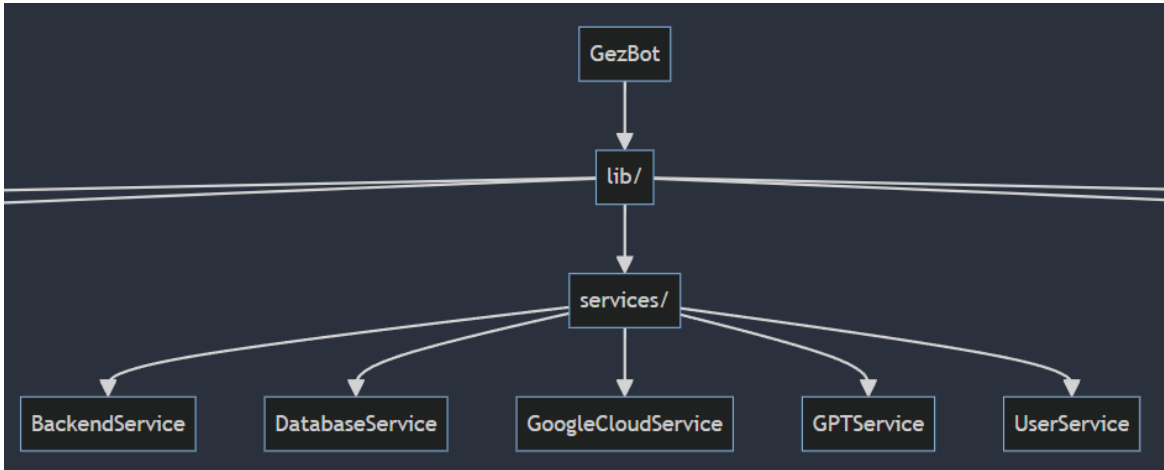 GezBot
lib/
services/
BackendService
DatabaseService
GoogleCloudService
GPTService
UserService